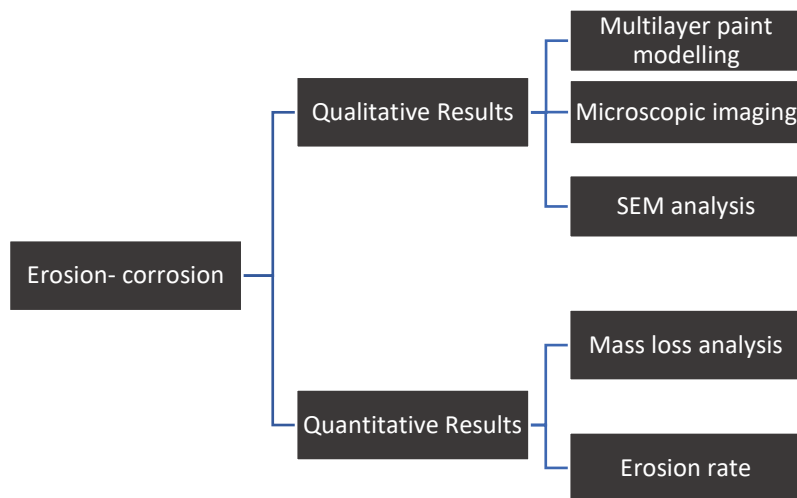 Multilayer paint
modelling
Qualitative Results
Microscopic imaging
SEM analysis
Erosion- corrosion
Mass loss analysis
Quantitative Results
Erosion rate